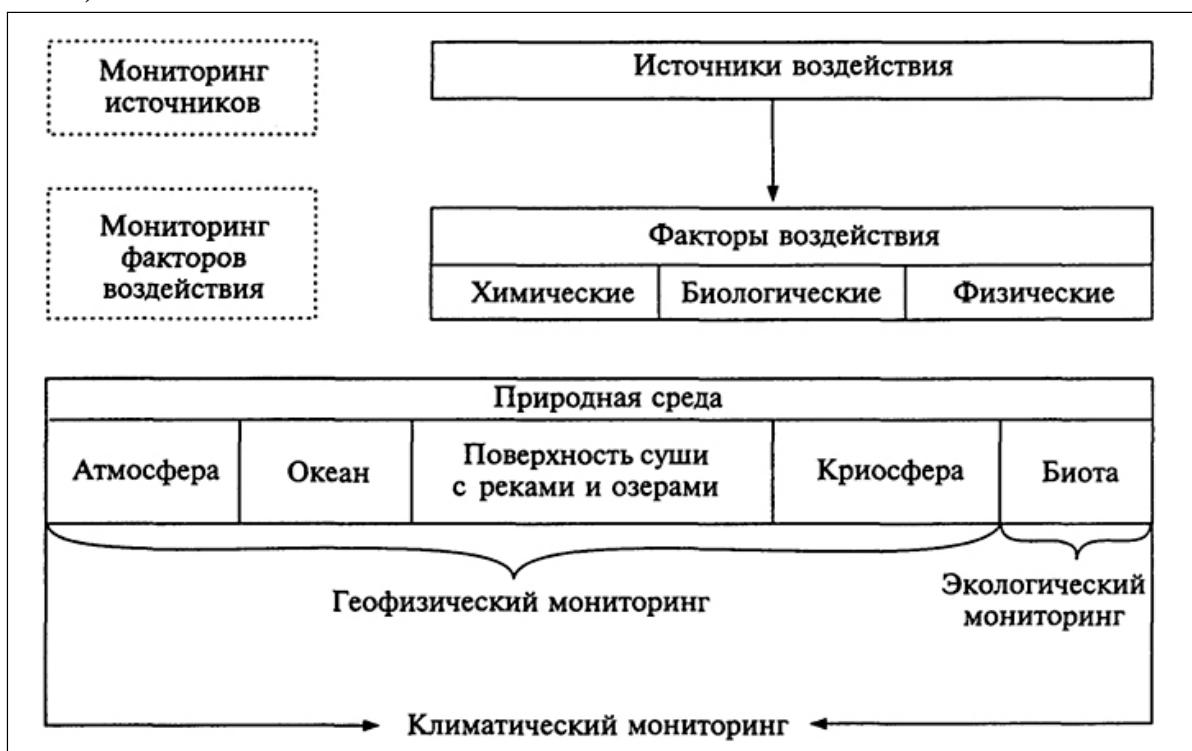 Мониторинг
источников
Источники воздействия
Мониторинг
факторов
воздействия
Факторы воздействия
Химические
Биологические
Физические
Природная среда
Атмосфера
Океан
Поверхность суши
с реками и озерами
Криосфера
Биота
Геофизический мониторинг
Экологический
мониторинг
Климатический мониторинг